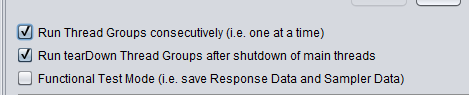 Run Thread Groups consecutively (i.e. one at a time)
Run tearDown Thread Groups after shutdown of main threads
Functional Test Mode (i.e. save Response Data and Sampler Data)